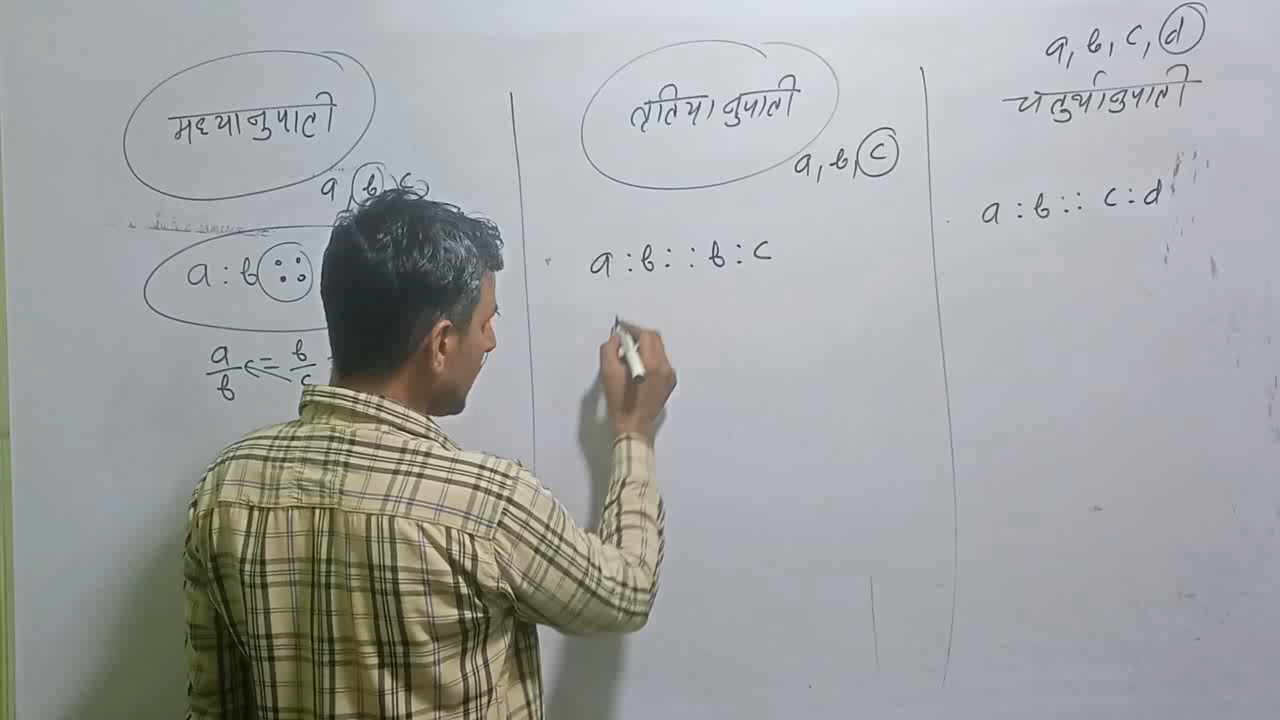 मध्यानुपाती
a, b, c
a : b ::
a/b = b/c
तृतियानुपाती
a, b, c
a : b :: b : c
a, b, c, d
चतुर्थानुपाती
a : b :: c : d